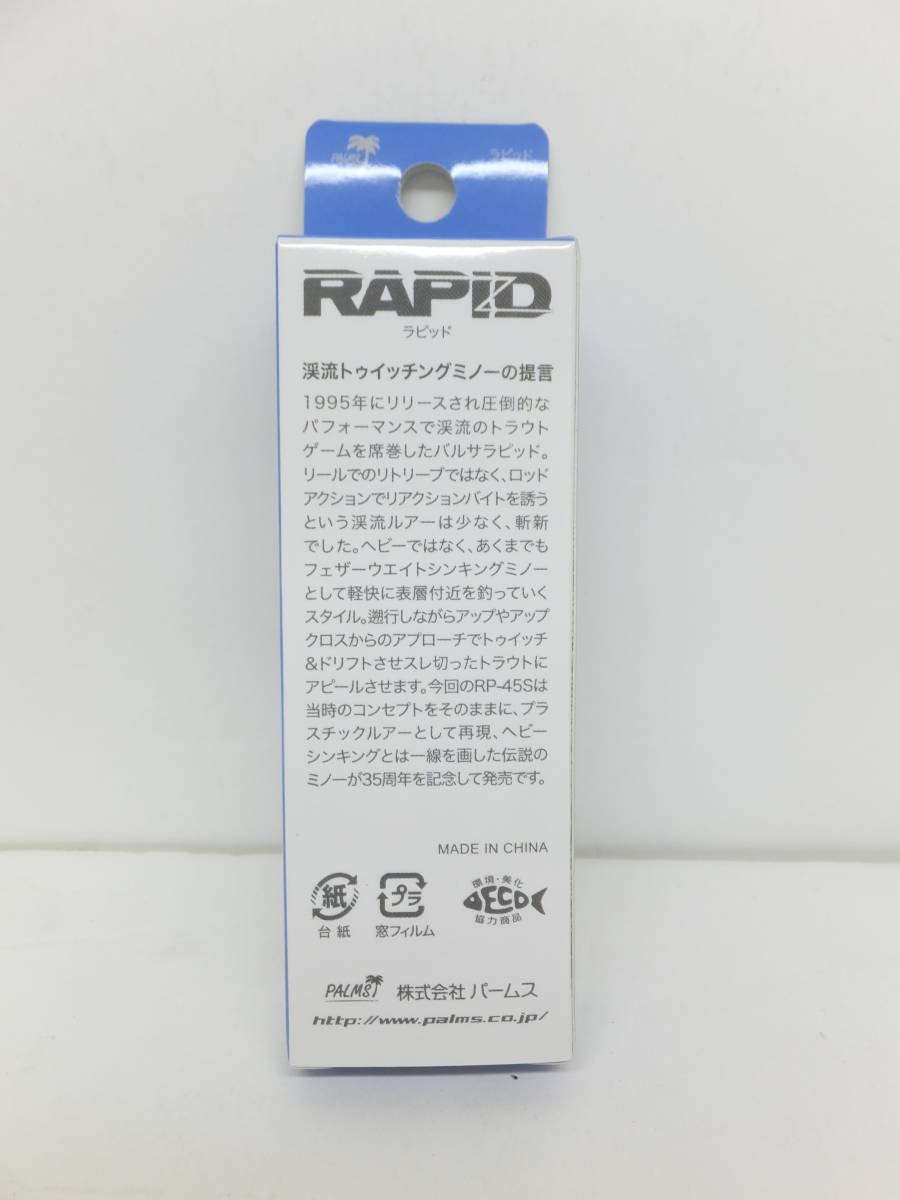 PALMS
ラピッド
RAPID
ラピッド
渓流トゥイッチングミノーの提言
1995年にリリースされ圧倒的な
パフォーマンスで渓流のトラウト
ゲームを席巻したバルサラピッド。
リールでのリトリーブではなく、ロッド
アクションでリアクションバイトを誘う
という渓流ルアーは少なく、斬新
でした。ヘビーではなく、あくまでも
フェザーウエイトシンキングミノー
として軽快に表層付近を釣っていく
スタイル。遡行しながらアップやアップ
クロスからのアプローチでトゥイッチ
&ドリフトさせスレ切ったトラウトに
アピールさせます。今回のRP-45Sは
当時のコンセプトをそのままに、プラ
スチックルアーとして再現、ヘビー
シンキングとは一線を画した伝説の
ミノーが35周年を記念して発売です。
MADE IN CHINA
紙 プラ 環境・美化
ECO
協力商品
台紙 窓フィルム
PALMS 株式会社 パームス
http://www.palms.co.jp/